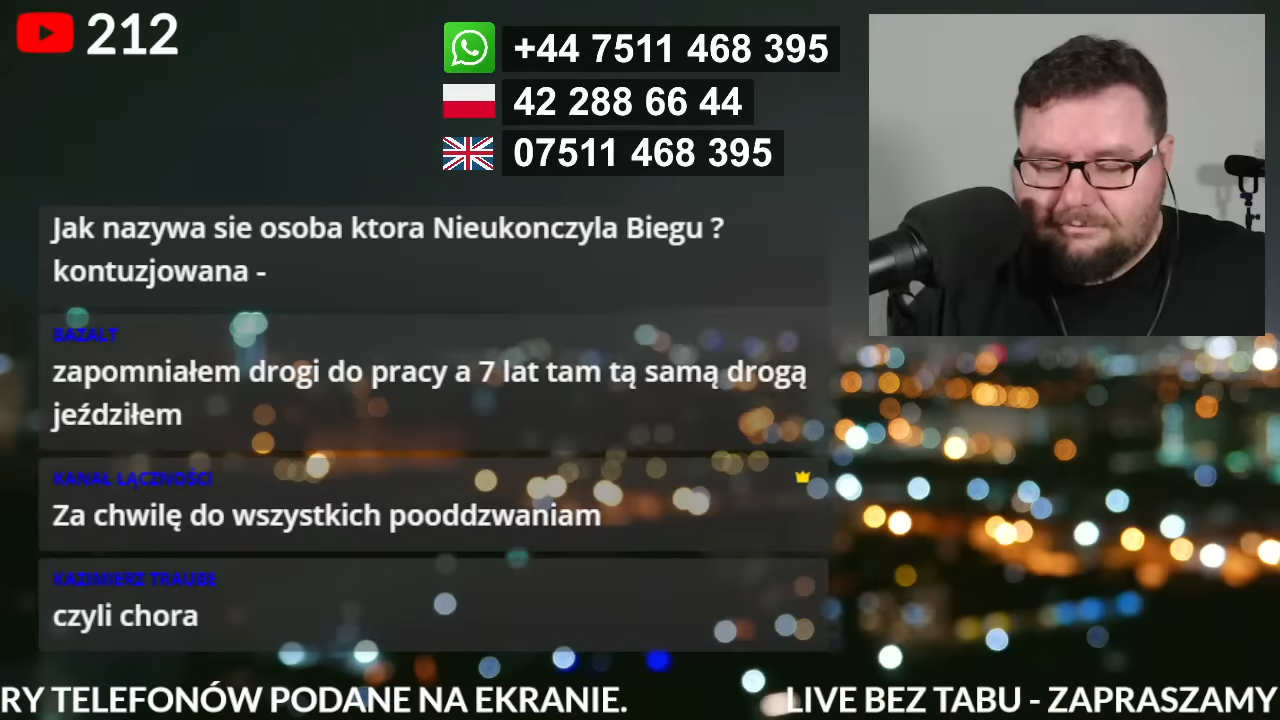 212
+44 7511 468 395
42 288 66 44
07511 468 395
Jak nazywa sie osoba ktora Nieukonczyla Biegu ?
kontuzjowana -
BAZALT
zapomniałem drogi do pracy a 7 lat tam tą samą drogą
jeździłem
KANAŁ ŁĄCZNOŚCI
Za chwilę do wszystkich pooddzwaniam
KAZIMIERZ TRAUBE
czyli chora
RY TELEFONÓW PODANE NA EKRANIE. LIVE BEZ TABU - ZAPRASZAMY